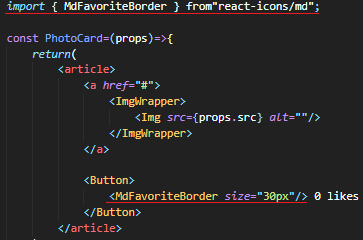 import { MdFavoriteBorder } from"react-icons/md";
const PhotoCard=(props)=>{
return(
<article>
<a href="#">
<ImgWrapper>
<Img src={props.src} alt=""/>
</ImgWrapper>
</a>
<Button>
<MdFavoriteBorder size="30px"/> 0 likes
</Button>
</article>